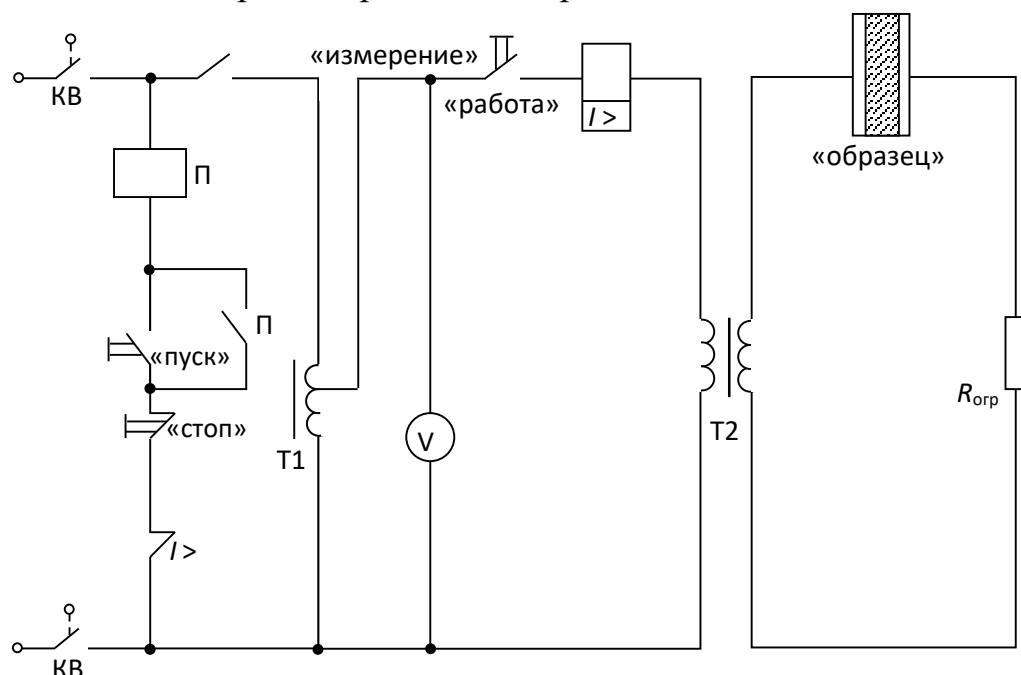 «измерение»
КВ
«работа»
I >
«образец»
П
П
«пуск»
«стоп»
V
T1
T2
Rогр
I >
КВ